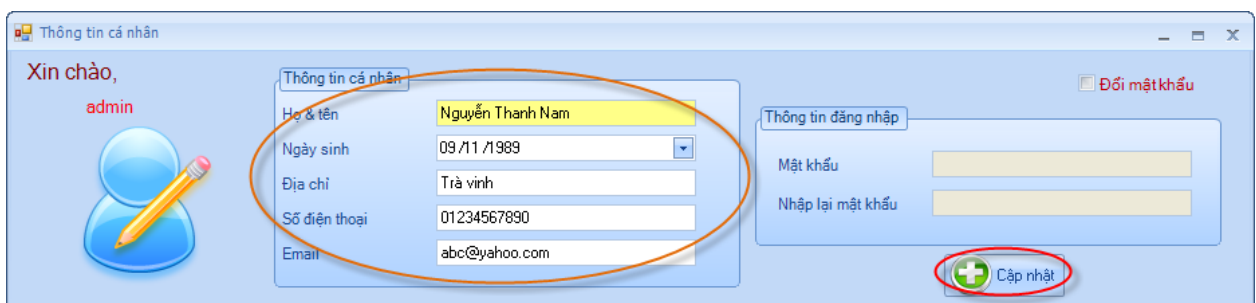 Thông tin cá nhân
Xin chào,
admin
Thông tin cá nhân
Họ & tên Nguyễn Thanh Nam
Ngày sinh 09/11/1989
Địa chỉ Trà vinh
Số điện thoại 01234567890
Email abc@yahoo.com
Đổi mật khẩu
Thông tin đăng nhập
Mật khẩu
Nhập lại mật khẩu
Cập nhật